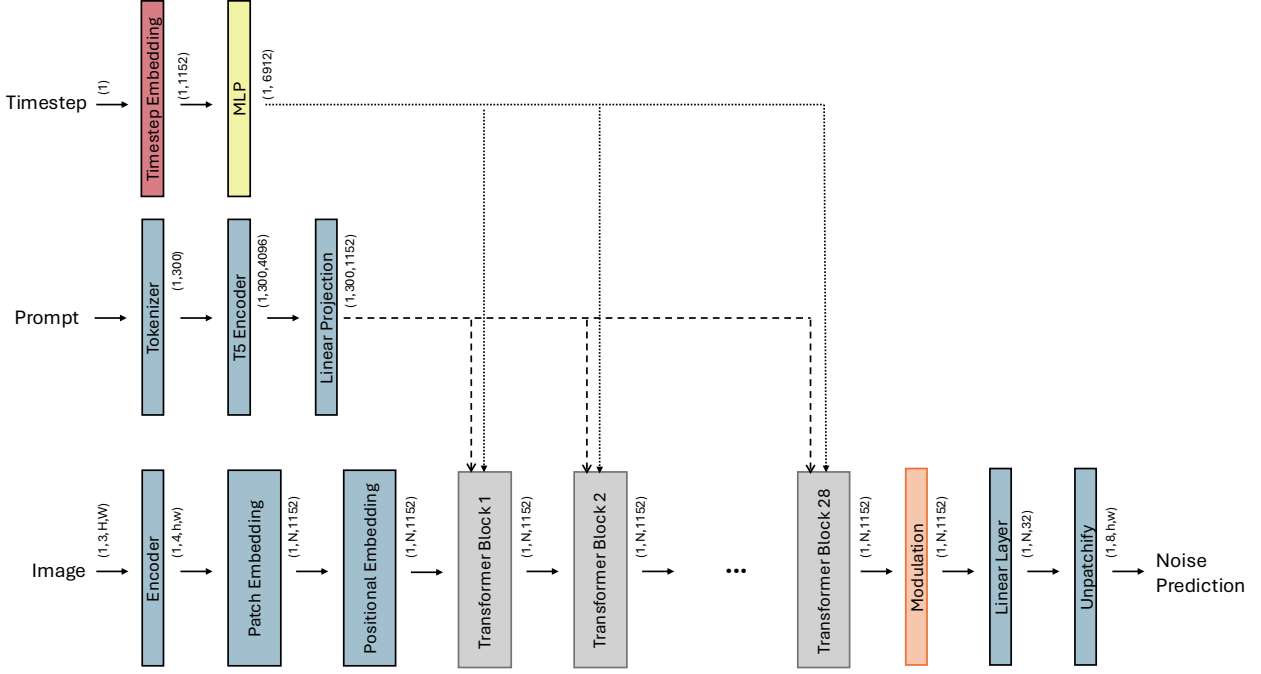 Timestep
(1)
Timestep Embedding
(1,1152)
MLP
(1, 6912)
Prompt
Tokenizer
(1,300)
T5 Encoder
(1,300,4096)
Linear Projection
(1,300,1152)
Image
(1,3,H,W)
Encoder
(1,4,h,w)
Patch Embedding
(1,N,1152)
Positional Embedding
(1,N,1152)
Transformer Block 1
(1,N,1152)
Transformer Block 2
(1,N,1152)
...
Transformer Block 28
(1,N,1152)
Modulation
(1,N,1152)
Linear Layer
(1,N,32)
Unpatchify
(1,8,h,w)
Noise
Prediction